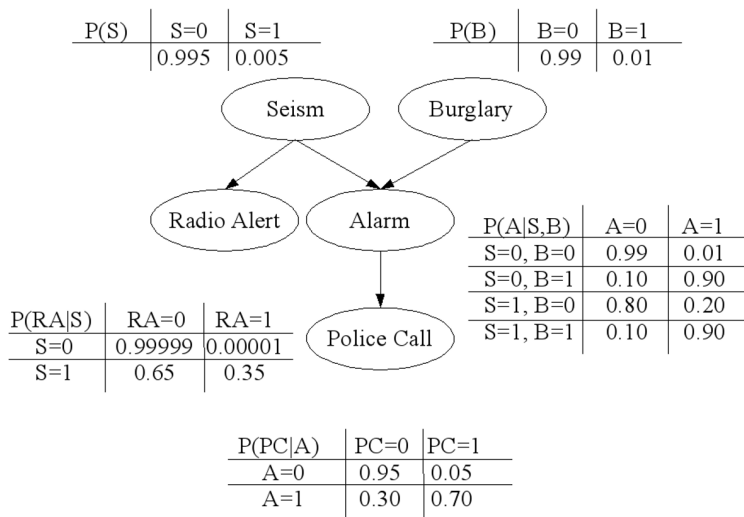 P(S) S=0 S=1
0.995 0.005
P(B) B=0 B=1
0.99 0.01
Seism
Burglary
Radio Alert
Alarm
P(A|S,B) A=0 A=1
S=0, B=0 0.99 0.01
S=0, B=1 0.10 0.90
S=1, B=0 0.80 0.20
S=1, B=1 0.10 0.90
P(RA|S) RA=0 RA=1
S=0 0.99999 0.00001
S=1 0.65 0.35
Police Call
P(PC|A) PC=0 PC=1
A=0 0.95 0.05
A=1 0.30 0.70